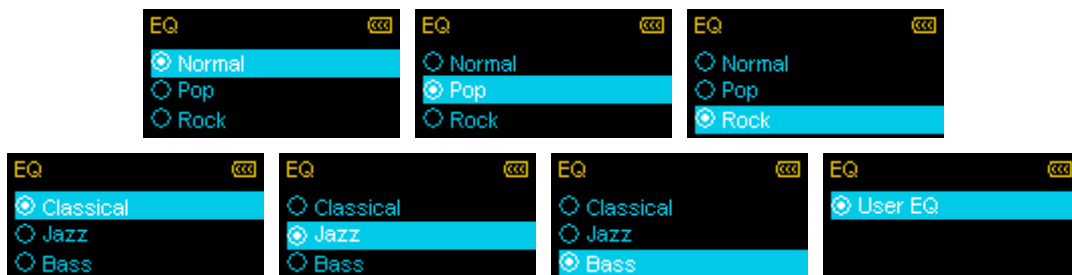 EQ
Normal
Pop
Rock
EQ
Normal
Pop
Rock
EQ
Normal
Pop
Rock
EQ
Classical
Jazz
Bass
EQ
Classical
Jazz
Bass
EQ
Classical
Jazz
Bass
EQ
User EQ